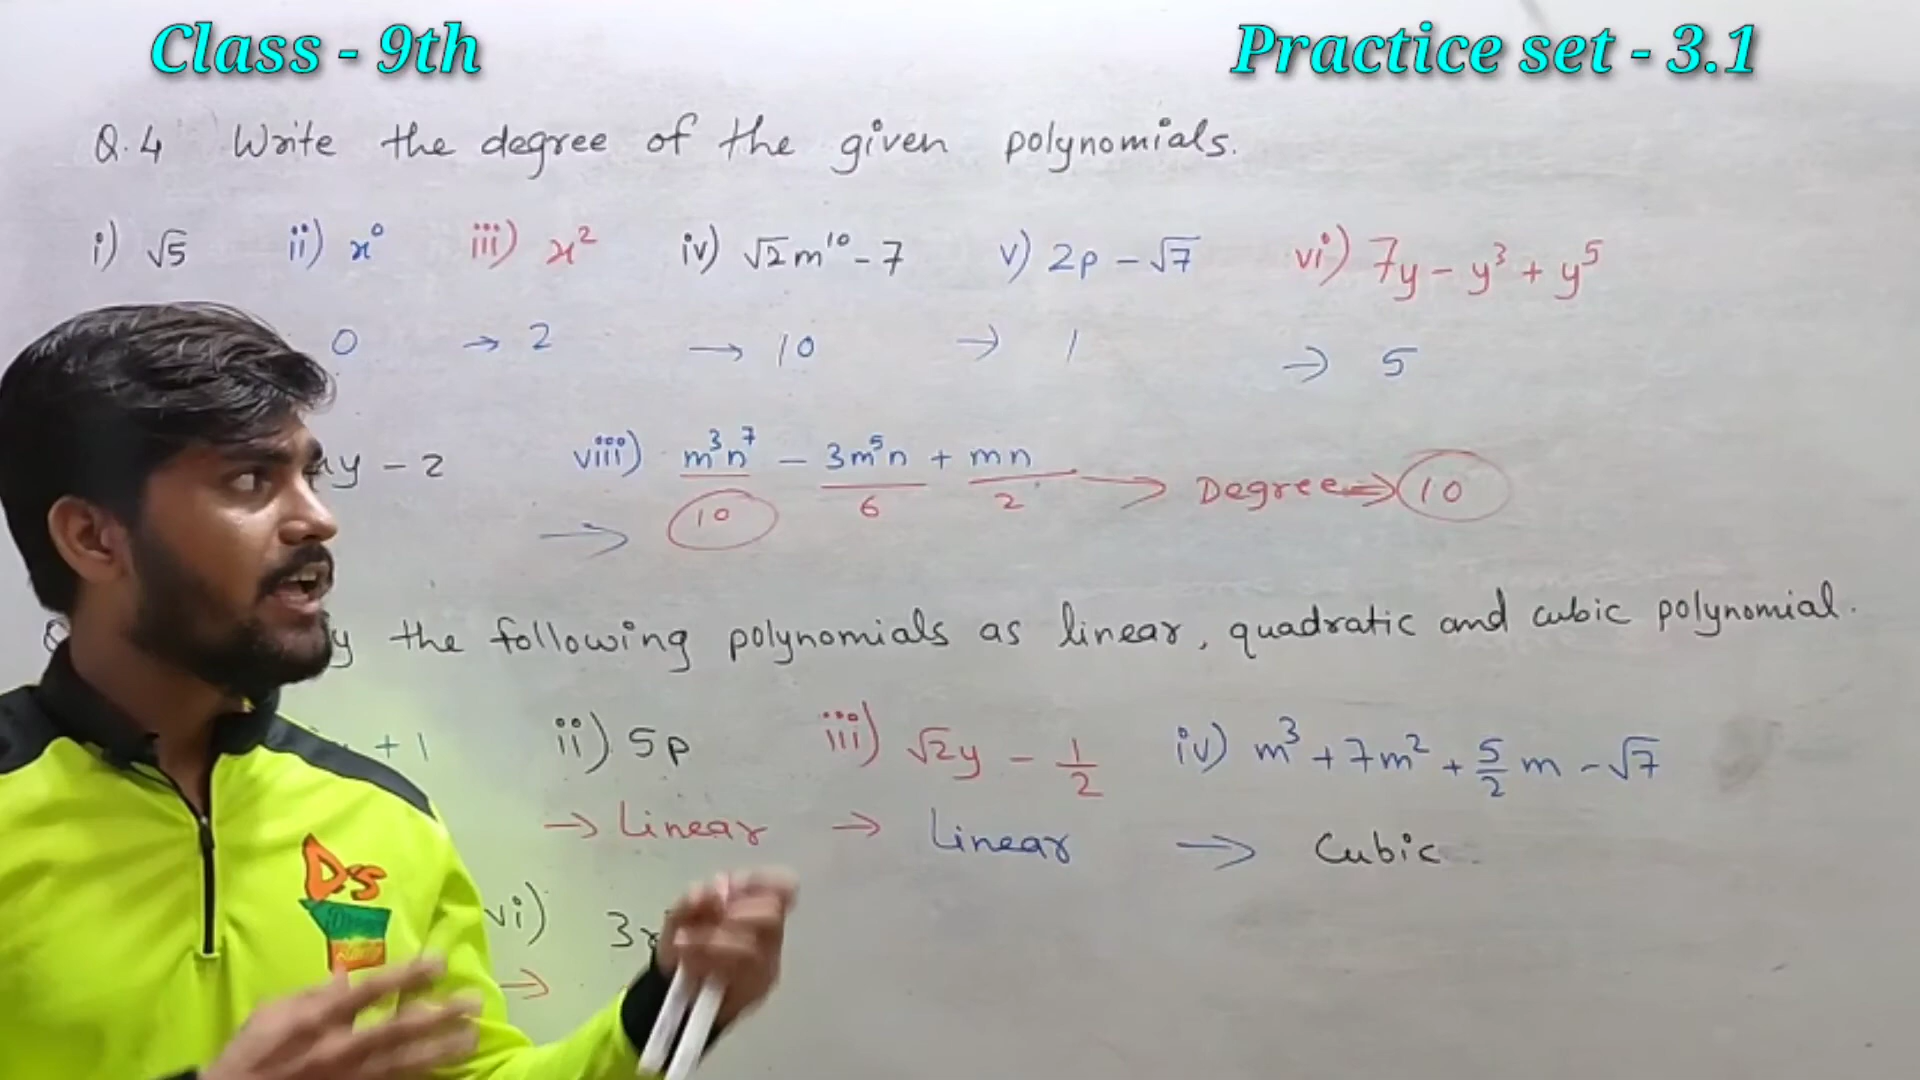 Class - 9th
Practice set - 3.1
Q.4 Write the degree of the given polynomials.
i) √5 ii) x⁰ iii) x² iv) √2m¹⁰ - 7 v) 2p - √7 vi) 7y - y³ + y⁵
0 → 2 → 10 → 1 → 5
y - 2 viii) m³n⁷ - 3m⁵n + mn → Degree → 10
→ 10 6 2
the following polynomials as linear, quadratic and cubic polynomial.
+ 1 ii) 5p iii) √2y - 1/2 iv) m³ + 7m² + 5/2 m - √7
→ Linear → Linear → Cubic
vi) 3
→
D.S